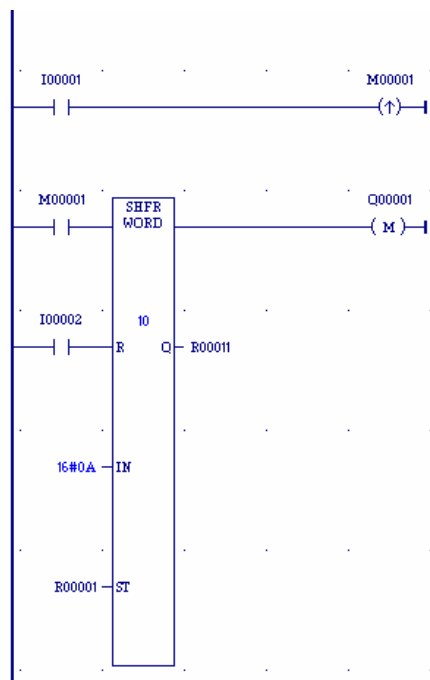 I00001 M00001
(↑)
M00001 SHFR WORD Q00001
( M )
I00002 10
R Q R00011
16#0A IN
R00001 ST